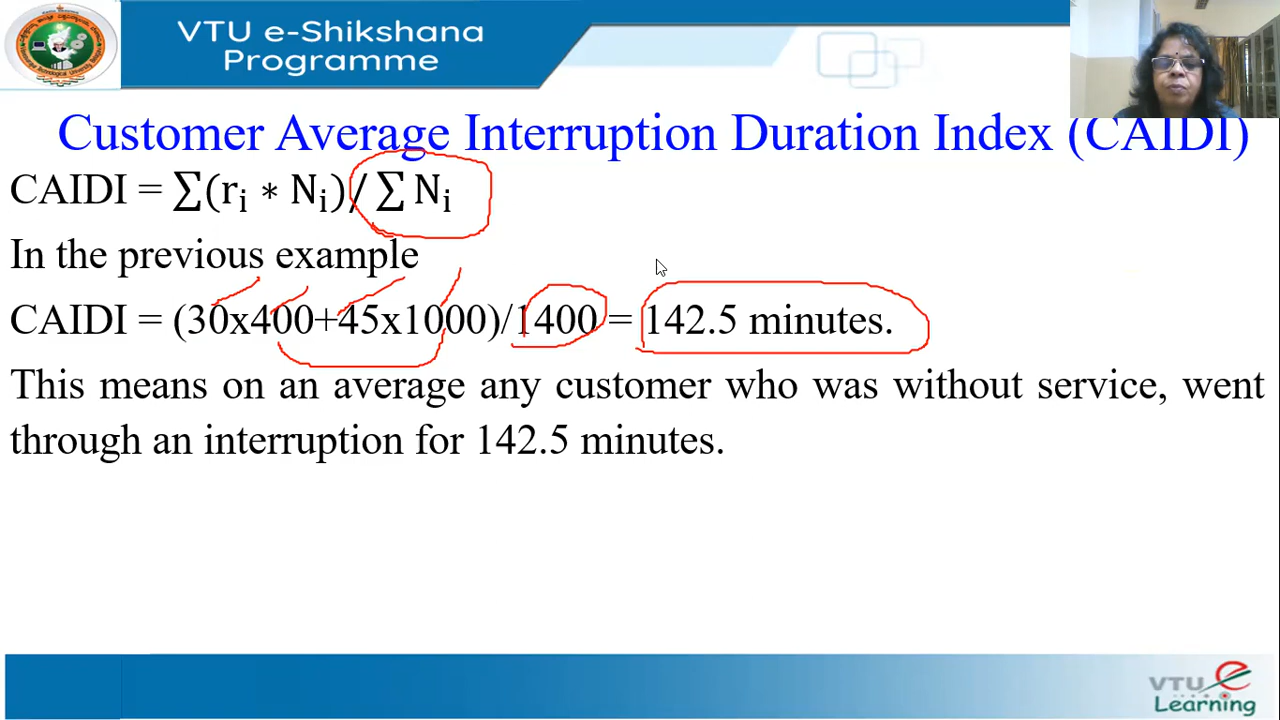 VTU e-Shikshana
Programme
Customer Average Interruption Duration Index (CAIDI)
CAIDI = ∑(rᵢ ∗ Nᵢ)/ ∑ Nᵢ
In the previous example
CAIDI = (30x400+45x1000)/1400 = 142.5 minutes.
This means on an average any customer who was without service, went
through an interruption for 142.5 minutes.
VTU e
Learning